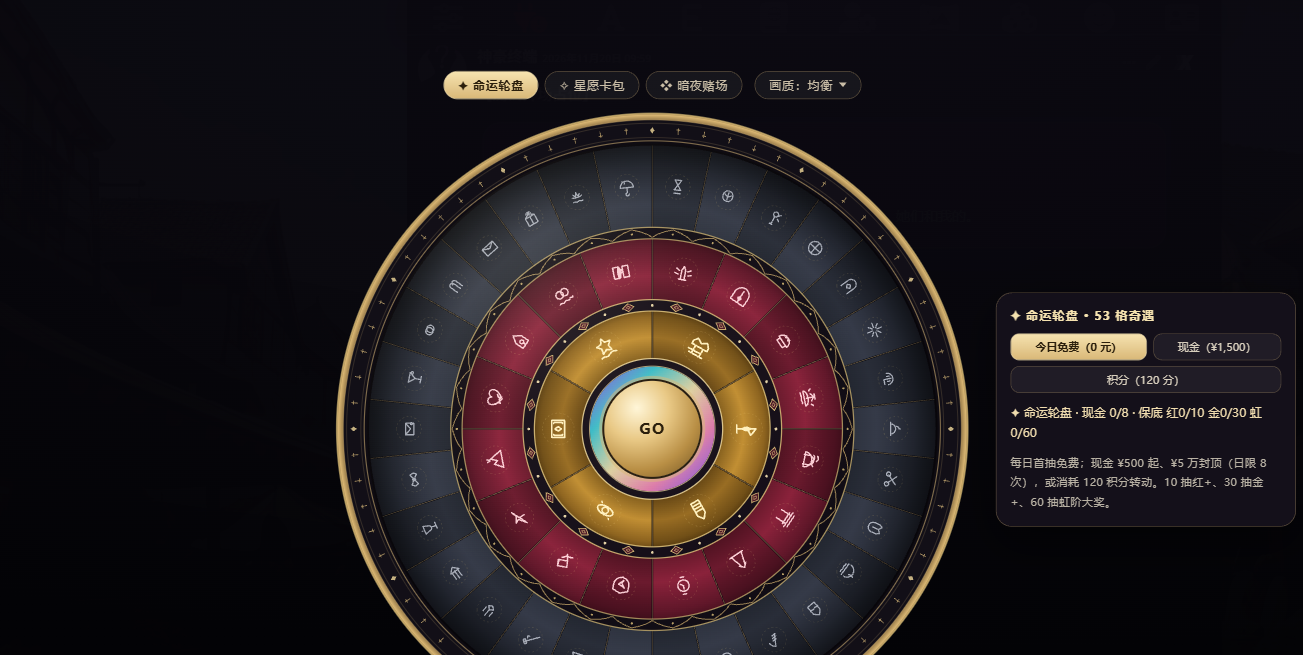 ✦ 命运轮盘
✧ 星愿卡包
❖ 暗夜赌场
画质：均衡
GO
✦ 命运轮盘 · 53 格奇遇
今日免费（0 元）
现金（¥1,500）
积分（120 分）
✦ 命运轮盘 · 现金 0/8 · 保底 红0/10 金0/30 虹
0/60
每日首抽免费；现金 ¥500 起、¥5 万封顶（日限 8
次），或消耗 120 积分转动。10 抽红+、30 抽金
+、60 抽虹阶大奖。